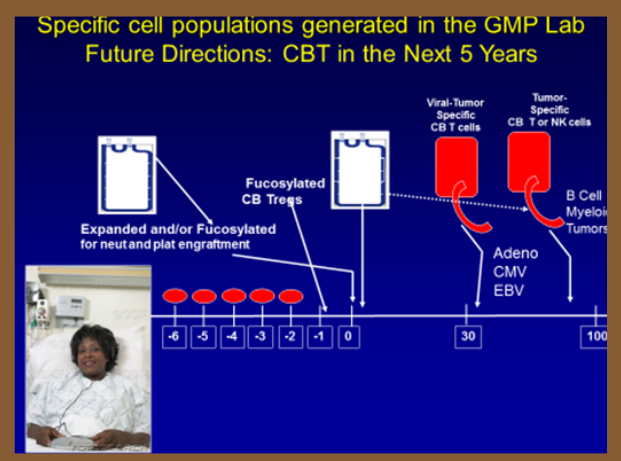 Specific cell populations generated in the GMP Lab
Future Directions: CBT in the Next 5 Years
Viral-Tumor
Specific
CB T cells
Tumor-
Specific
CB T or NK cells
Fucosylated
CB Tregs
Expanded and/or Fucosylated
for neut and plat engraftment
B Cell
Myeloi
Tumors
Adeno
CMV
EBV
-6 -5 -4 -3 -2 -1 0 30 100